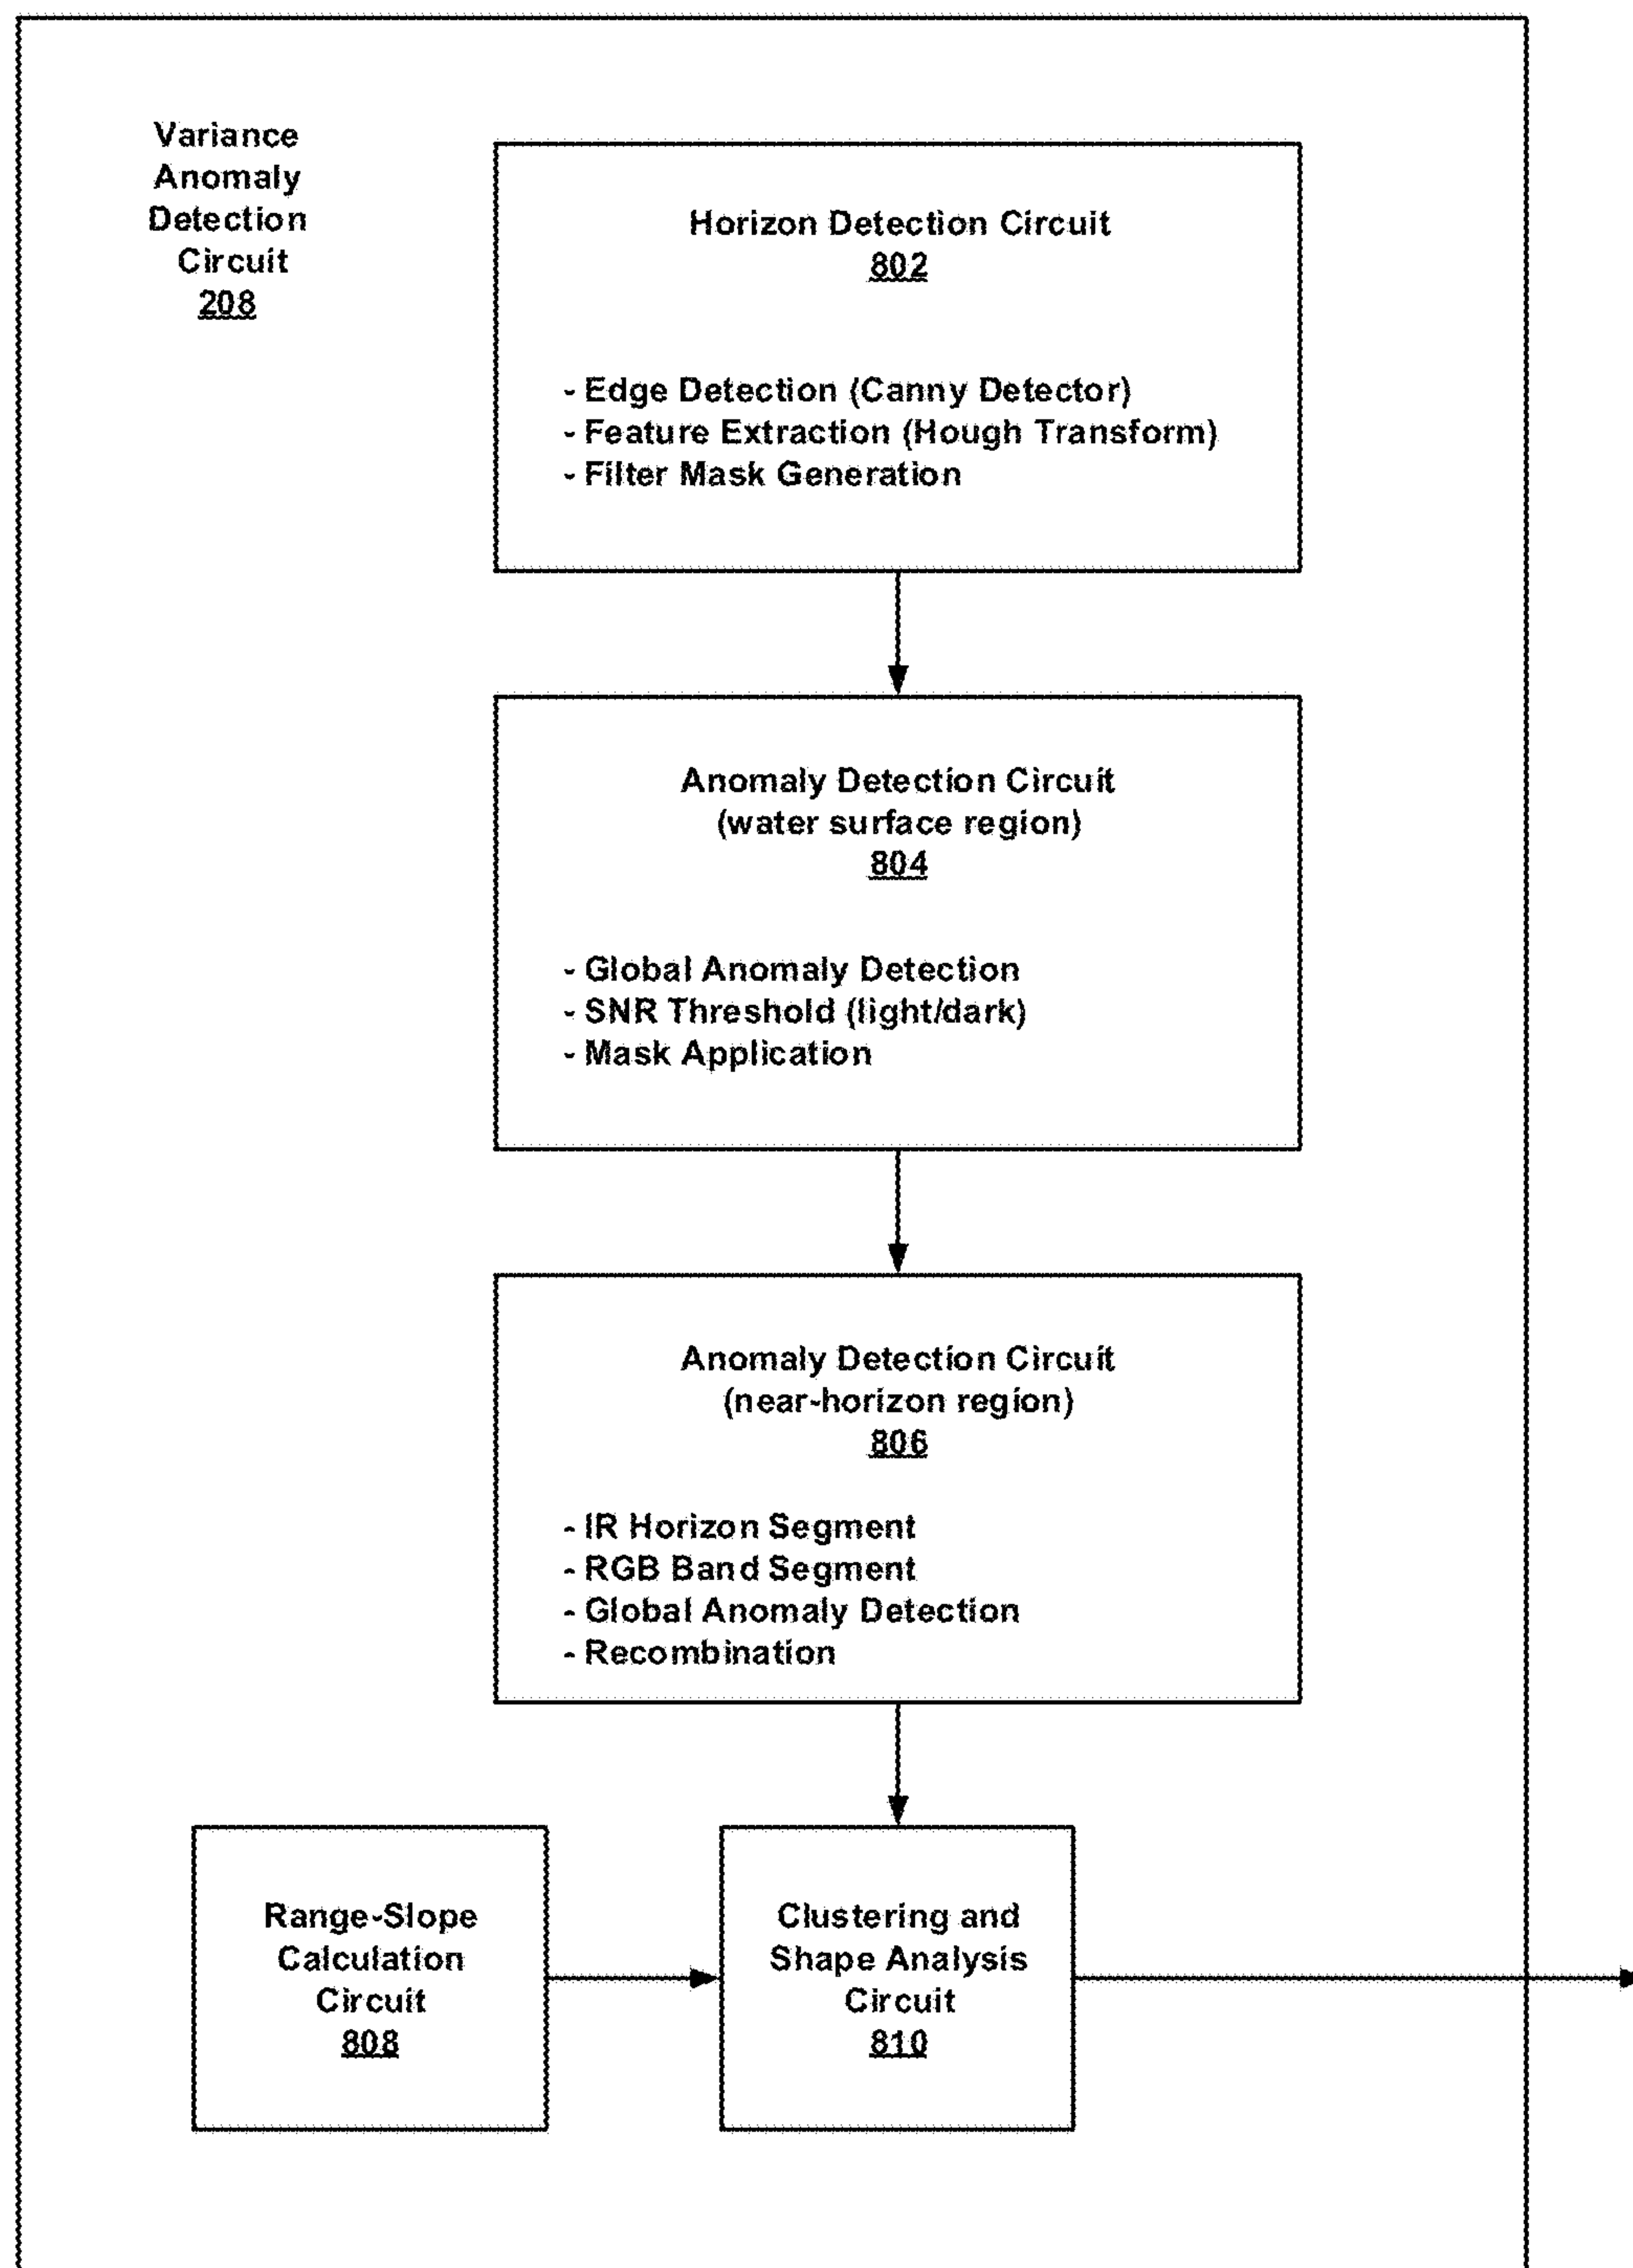 Variance
Anomaly
Detection
Circuit
208
Horizon Detection Circuit
802
- Edge Detection (Canny Detector)
- Feature Extraction (Hough Transform)
- Filter Mask Generation
Anomaly Detection Circuit
(water surface region)
804
- Global Anomaly Detection
- SNR Threshold (light/dark)
- Mask Application
Anomaly Detection Circuit
(near-horizon region)
806
- IR Horizon Segment
- RGB Band Segment
- Global Anomaly Detection
- Recombination
Range-Slope
Calculation
Circuit
808
Clustering and
Shape Analysis
Circuit
810